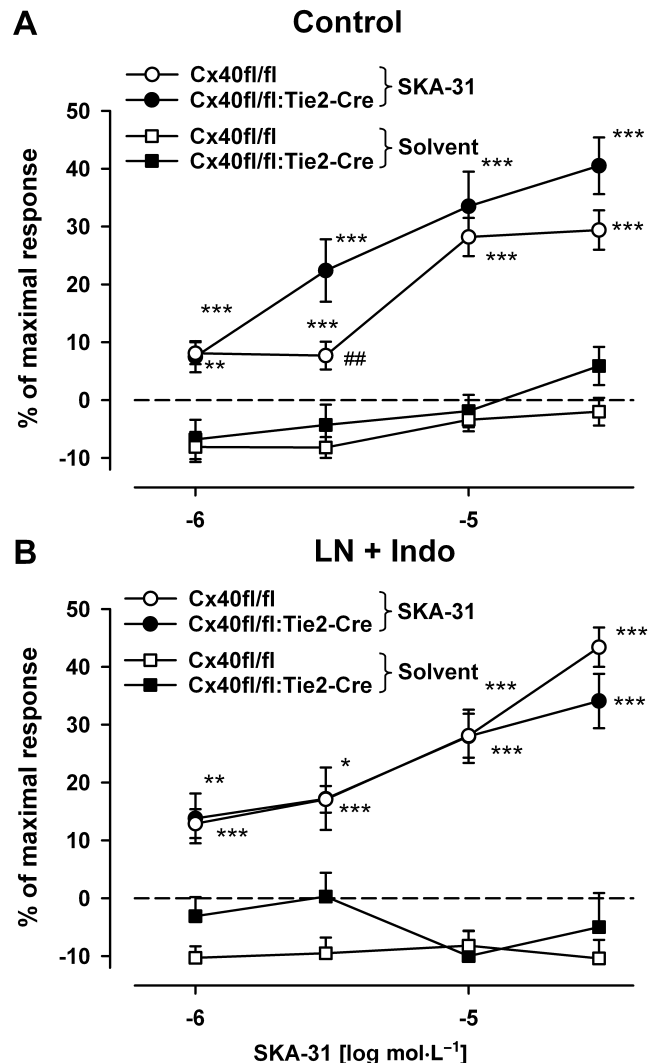 A
Control
Cx40fl/fl
Cx40fl/fl:Tie2-Cre
SKA-31
Cx40fl/fl
Cx40fl/fl:Tie2-Cre
Solvent
% of maximal response
50
40
30
20
10
0
-10
***
**
***
***
##
***
***
***
***
-6
-5
B
LN + Indo
Cx40fl/fl
Cx40fl/fl:Tie2-Cre
SKA-31
Cx40fl/fl
Cx40fl/fl:Tie2-Cre
Solvent
% of maximal response
50
40
30
20
10
0
-10
**
***
*
***
***
***
***
***
-6
-5
SKA-31 [log mol·L⁻¹]